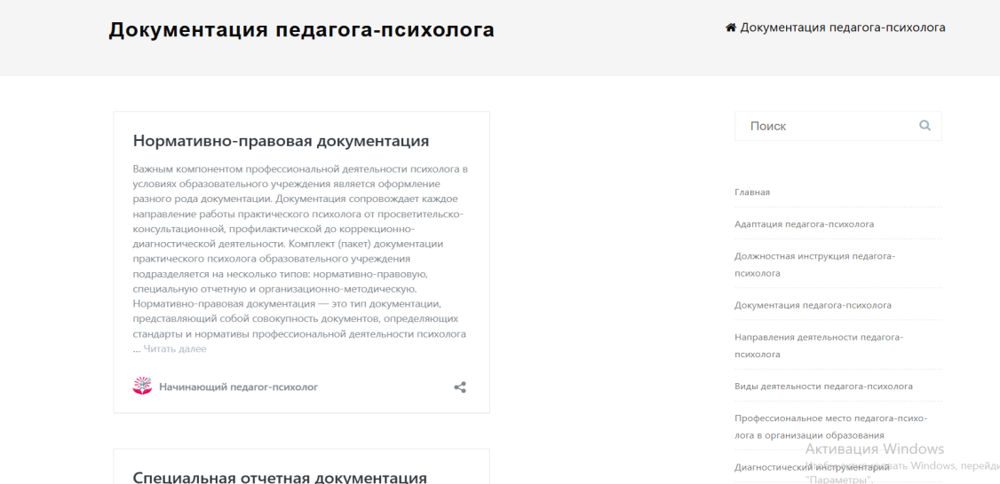 Документация педагога-психолога
Документация педагога-психолога
Нормативно-правовая документация
Важным компонентом профессиональной деятельности психолога в
условиях образовательного учреждения является оформление
разного рода документации. Документация сопровождает каждое
направление работы практического психолога от просветительско-
консультационной, профилактической до коррекционно-
диагностической деятельности. Комплект (пакет) документации
практического психолога образовательного учреждения
подразделяется на несколько типов: нормативно-правовую,
специальную отчетную и организационно-методическую.
Нормативно-правовая документация — это тип документации,
представляющий собой совокупность документов, определяющих
стандарты и нормативы профессиональной деятельности психолога
... Читать далее
Начинающий педагог-психолог
Специальная отчетная документация
Поиск
Главная
Адаптация педагога-психолога
Должностная инструкция педагога-
психолога
Документация педагога-психолога
Направления деятельности педагога-
психолога
Виды деятельности педагога-психолога
Профессиональное место педагога-психо-
лога в организации образования
Диагностический инструментарий
Активация Windows
Чтобы активировать Windows, перейди
"Параметры".